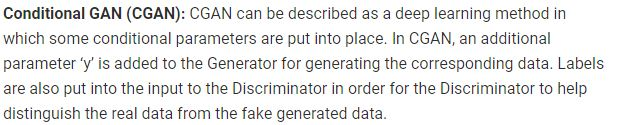 Conditional GAN (CGAN): CGAN can be described as a deep learning method in
which some conditional parameters are put into place. In CGAN, an additional
parameter ‘y’ is added to the Generator for generating the corresponding data. Labels
are also put into the input to the Discriminator in order for the Discriminator to help
distinguish the real data from the fake generated data.